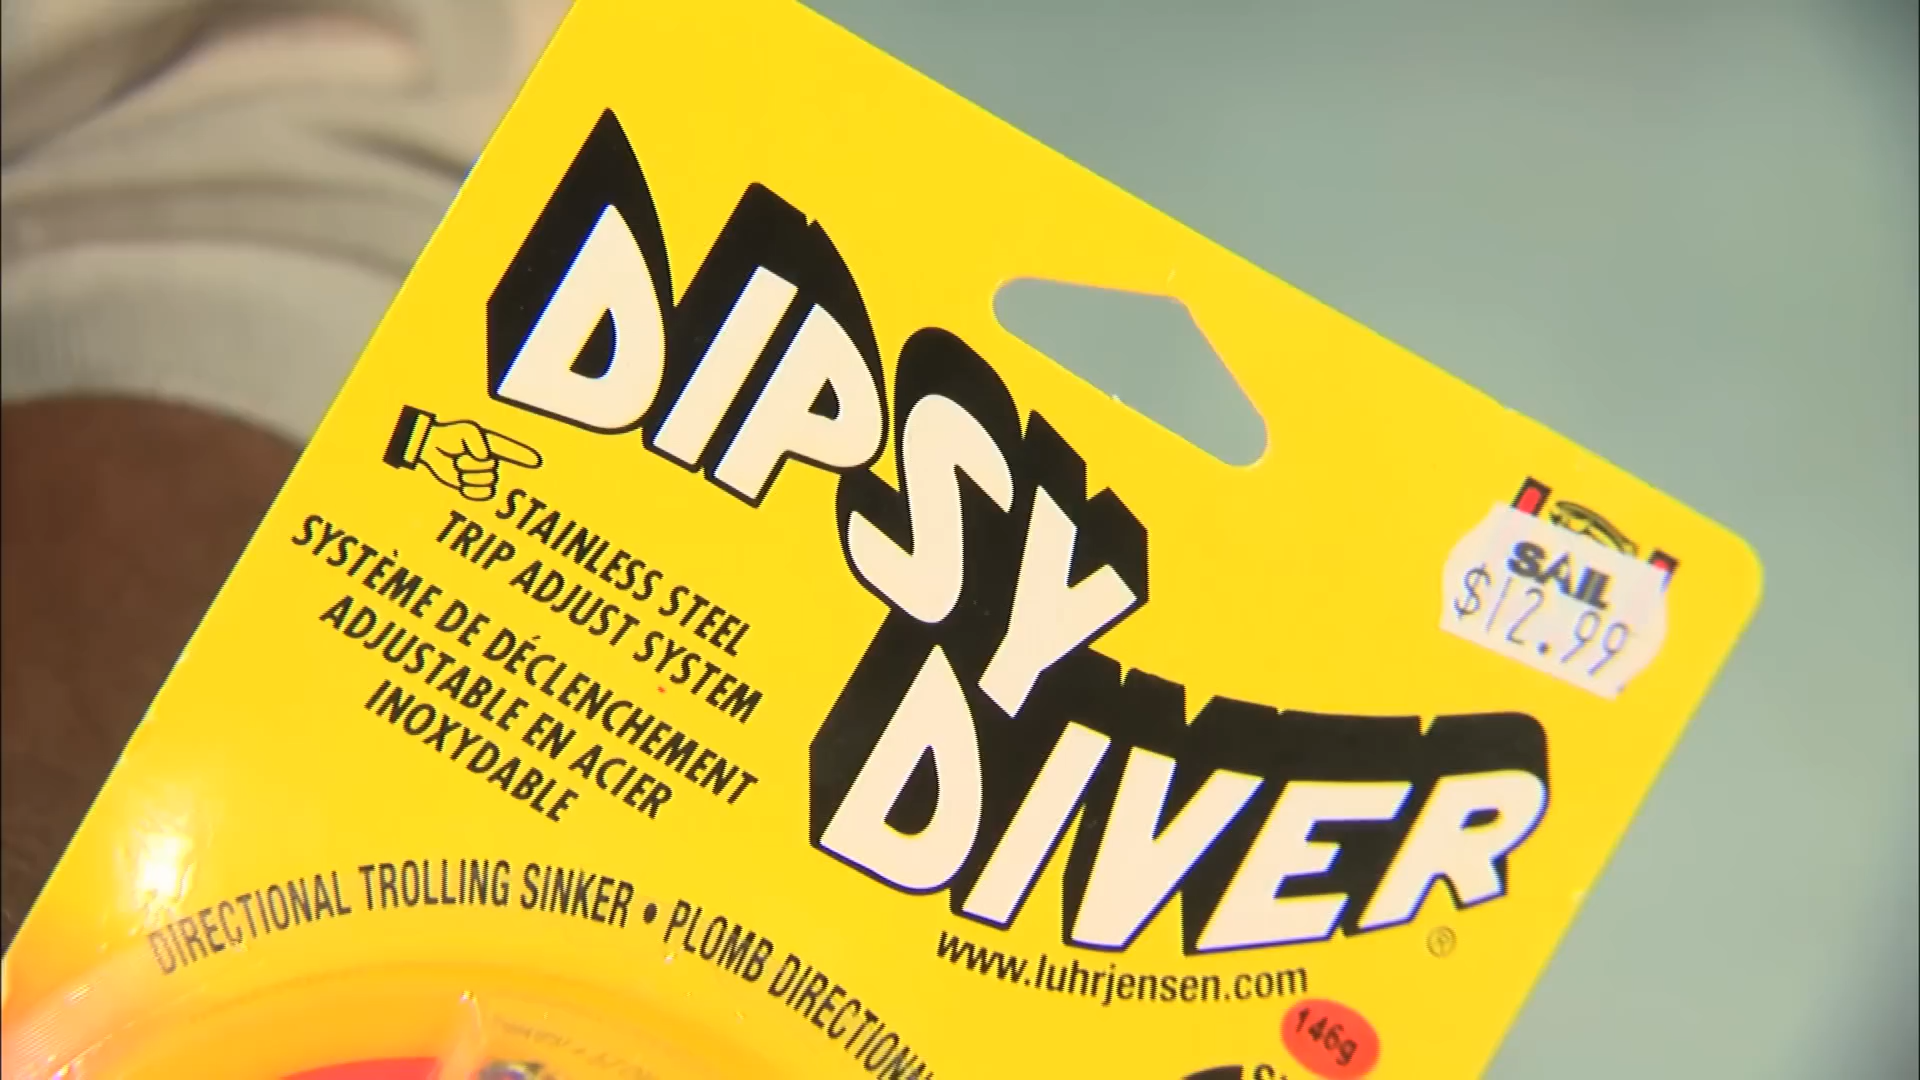 DIPSY
DIVER
®
STAINLESS STEEL
TRIP ADJUST SYSTEM
SYSTÈME DE DÉCLENCHEMENT
ADJUSTABLE EN ACIER
INOXYDABLE
SAIL
$12.99
DIRECTIONAL TROLLING SINKER • PLOMB DIRECTIONN
www.luhrjensen.com
146g